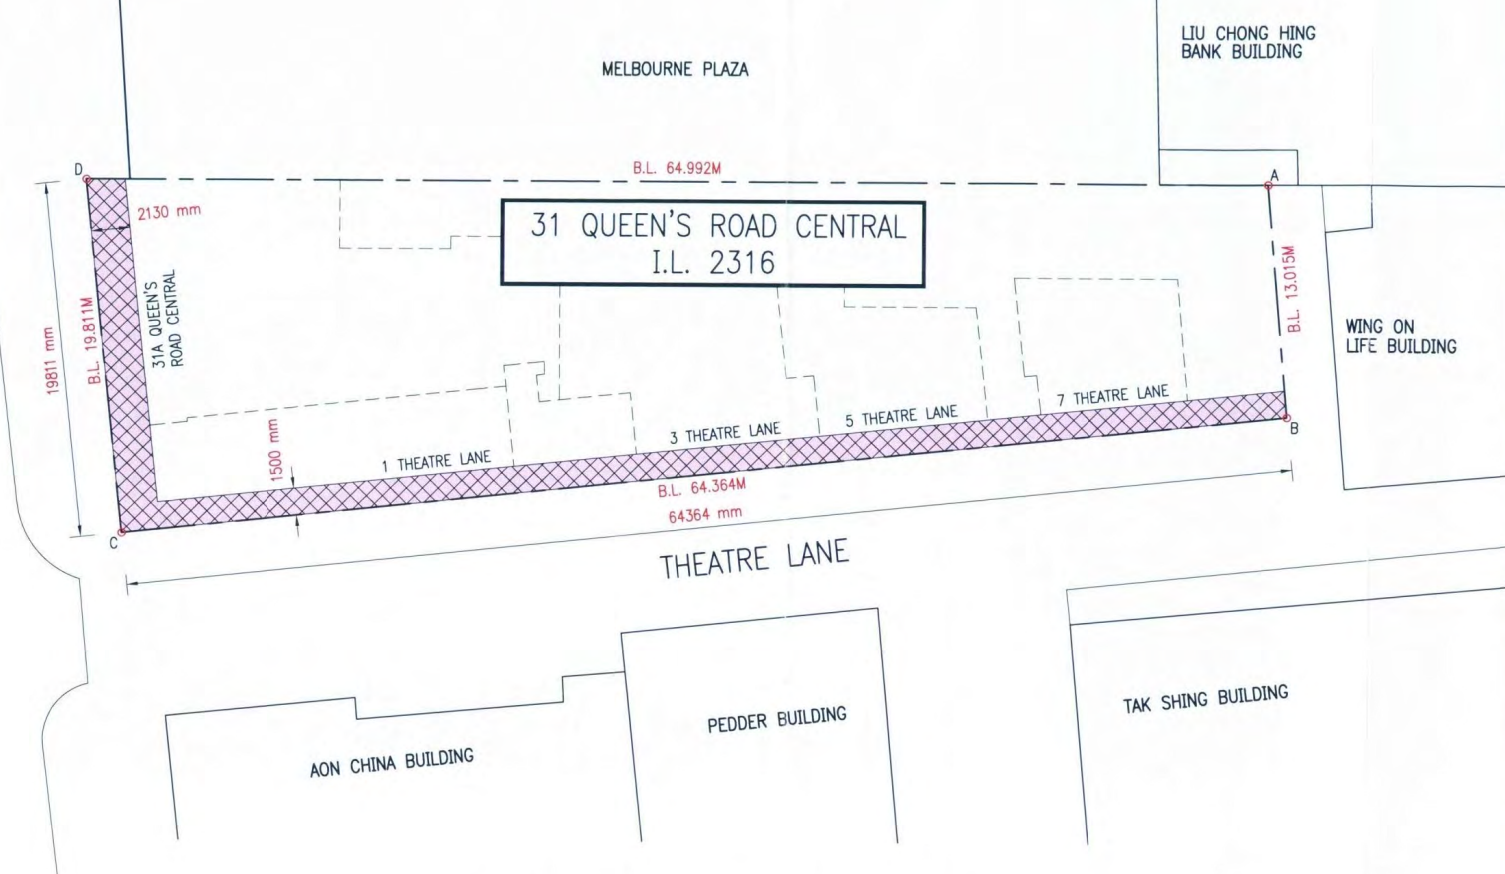 LIU CHONG HING
BANK BUILDING
MELBOURNE PLAZA
D
B.L. 64.992M
A
2130 mm
31 QUEEN'S ROAD CENTRAL
I.L. 2316
31A QUEEN'S
ROAD CENTRAL
B.L. 19.811M
19811 mm
B.L. 13.015M
WING ON
LIFE BUILDING
7 THEATRE LANE
5 THEATRE LANE
3 THEATRE LANE
1 THEATRE LANE
1500 mm
B
B.L. 64.364M
64364 mm
C
THEATRE LANE
AON CHINA BUILDING
PEDDER BUILDING
TAK SHING BUILDING